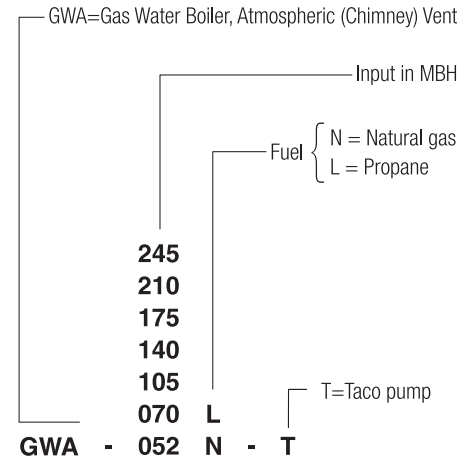 GWA=Gas Water Boiler, Atmospheric (Chimney) Vent
Input in MBH
Fuel { N = Natural gas
L = Propane
245
210
175
140
105
T=Taco pump
070 L
GWA - 052 N - T